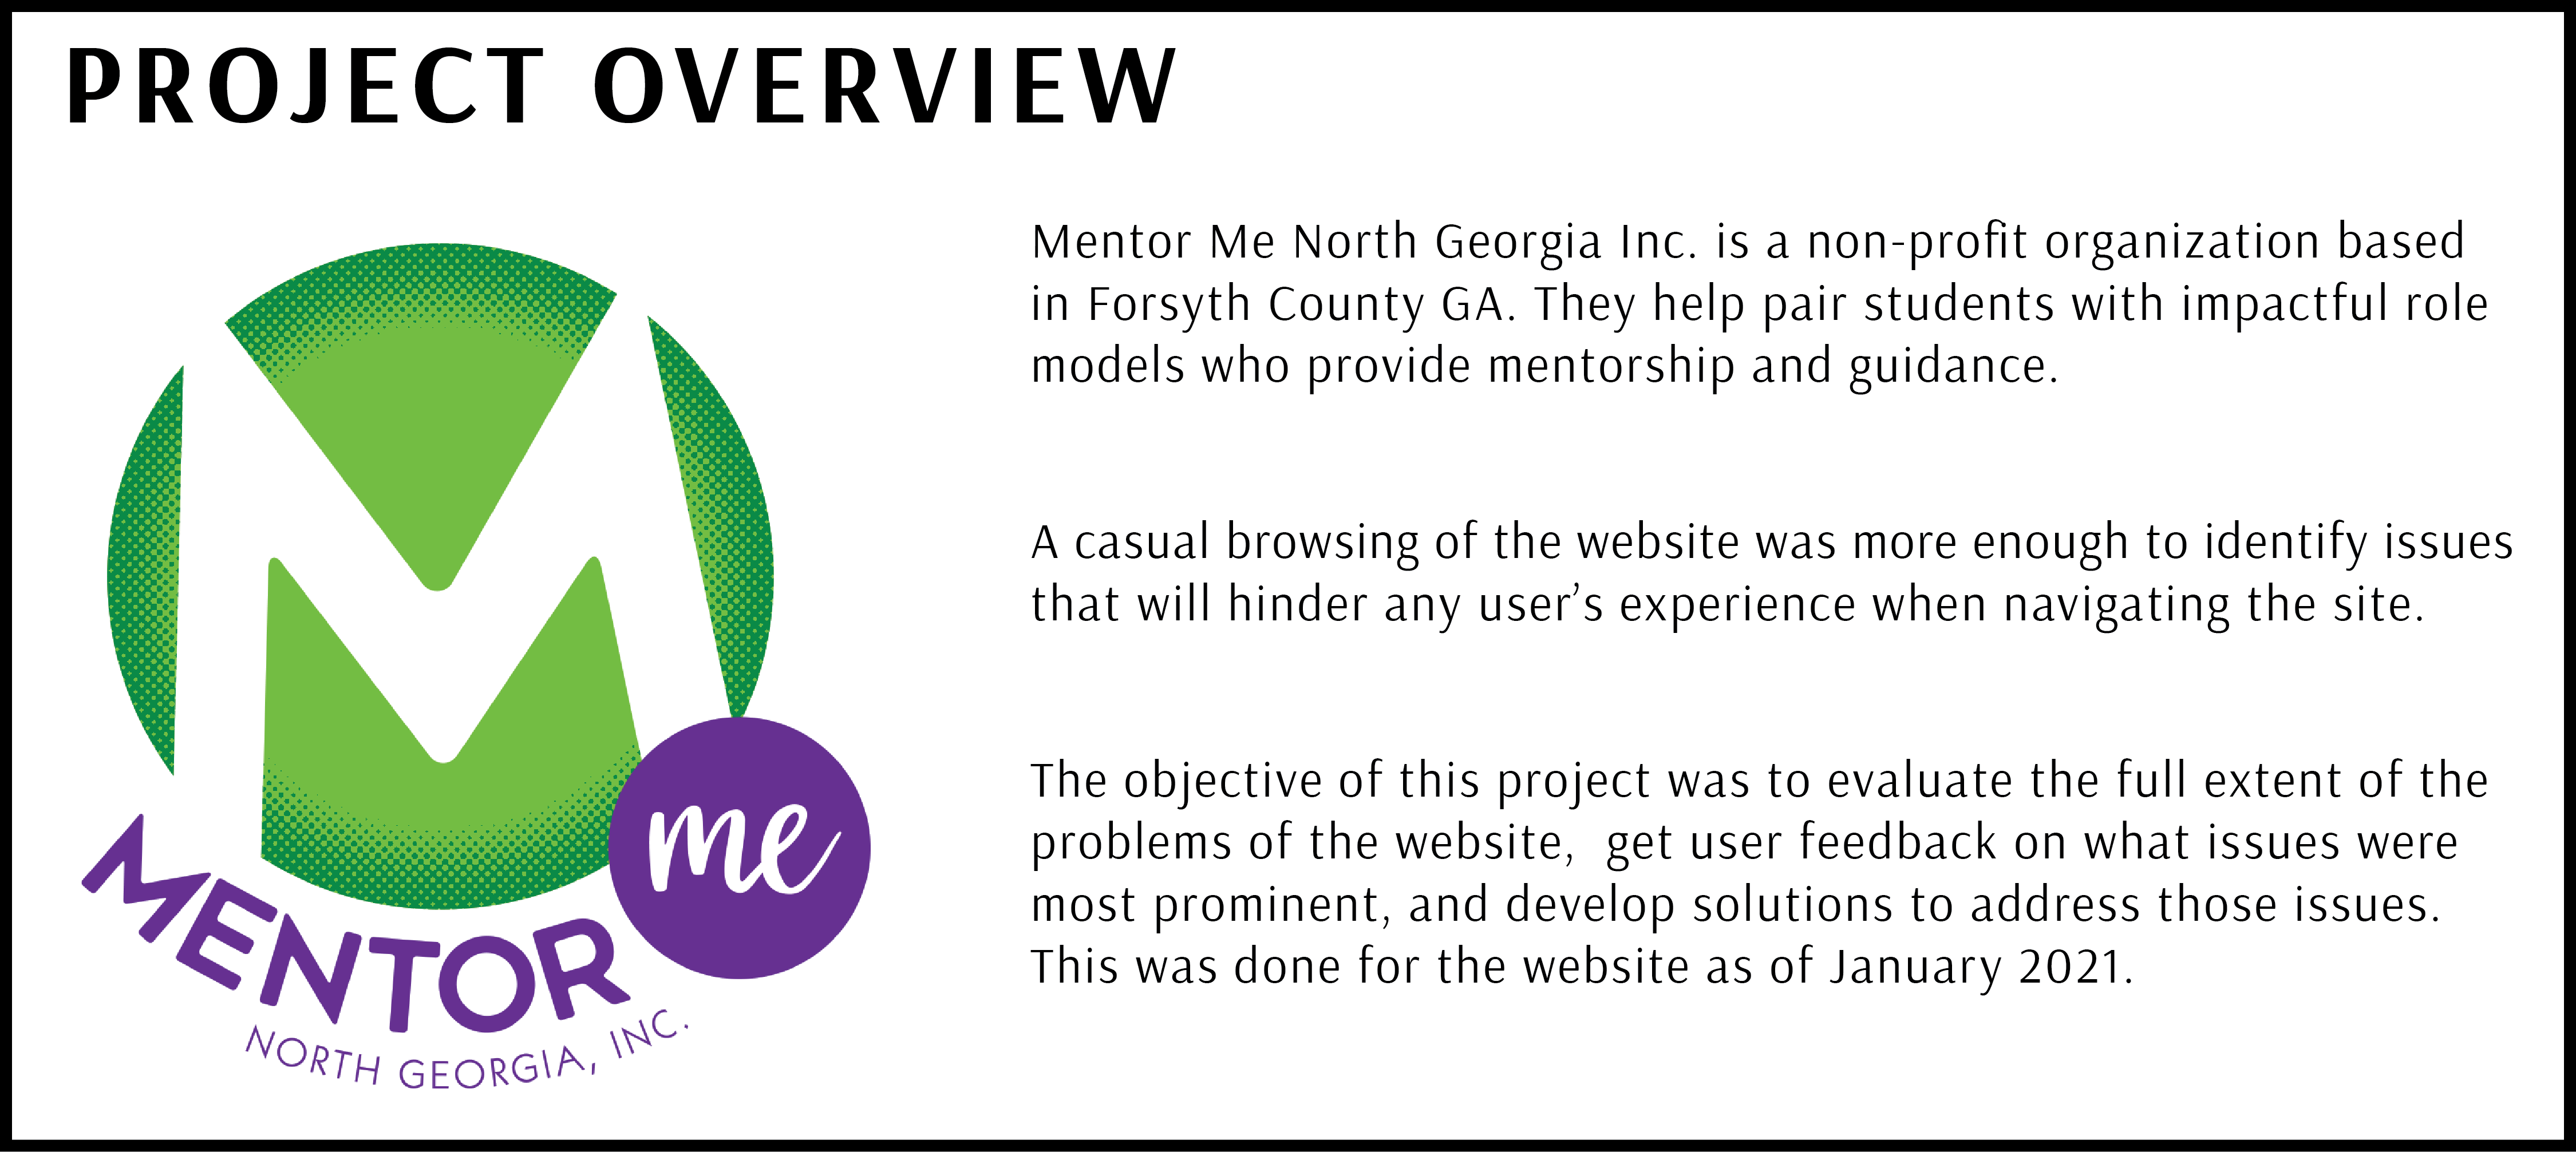 PROJECT OVERVIEW
Mentor Me North Georgia Inc. is a non-profit organization based
in Forsyth County GA. They help pair students with impactful role
models who provide mentorship and guidance.
A casual browsing of the website was more enough to identify issues
that will hinder any user’s experience when navigating the site.
The objective of this project was to evaluate the full extent of the
problems of the website,  get user feedback on what issues were
most prominent, and develop solutions to address those issues.
This was done for the website as of January 2021.
M
MENTOR
me
NORTH GEORGIA, INC.